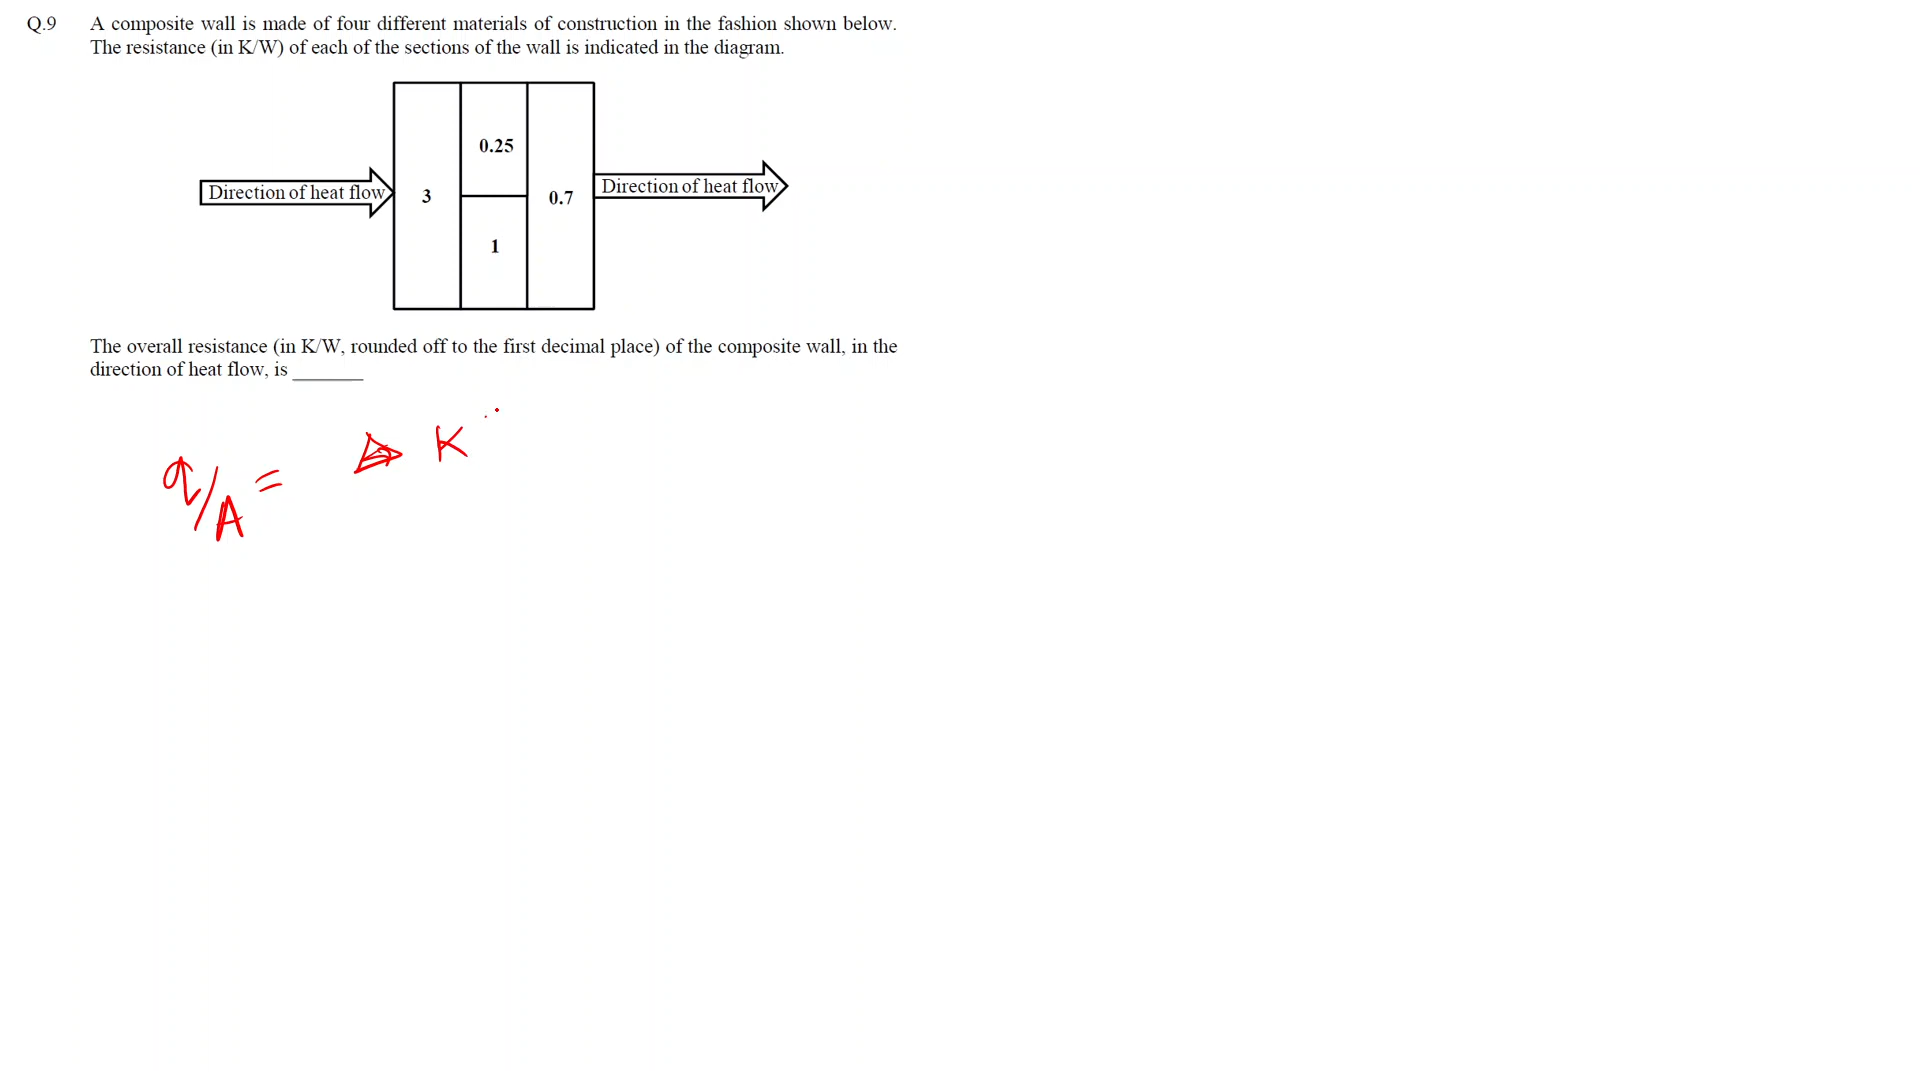 Q.9 A composite wall is made of four different materials of construction in the fashion shown below.
The resistance (in K/W) of each of the sections of the wall is indicated in the diagram.
0.25
Direction of heat flow
3
0.7
Direction of heat flow
1
The overall resistance (in K/W, rounded off to the first decimal place) of the composite wall, in the
direction of heat flow, is _______
q/A = K